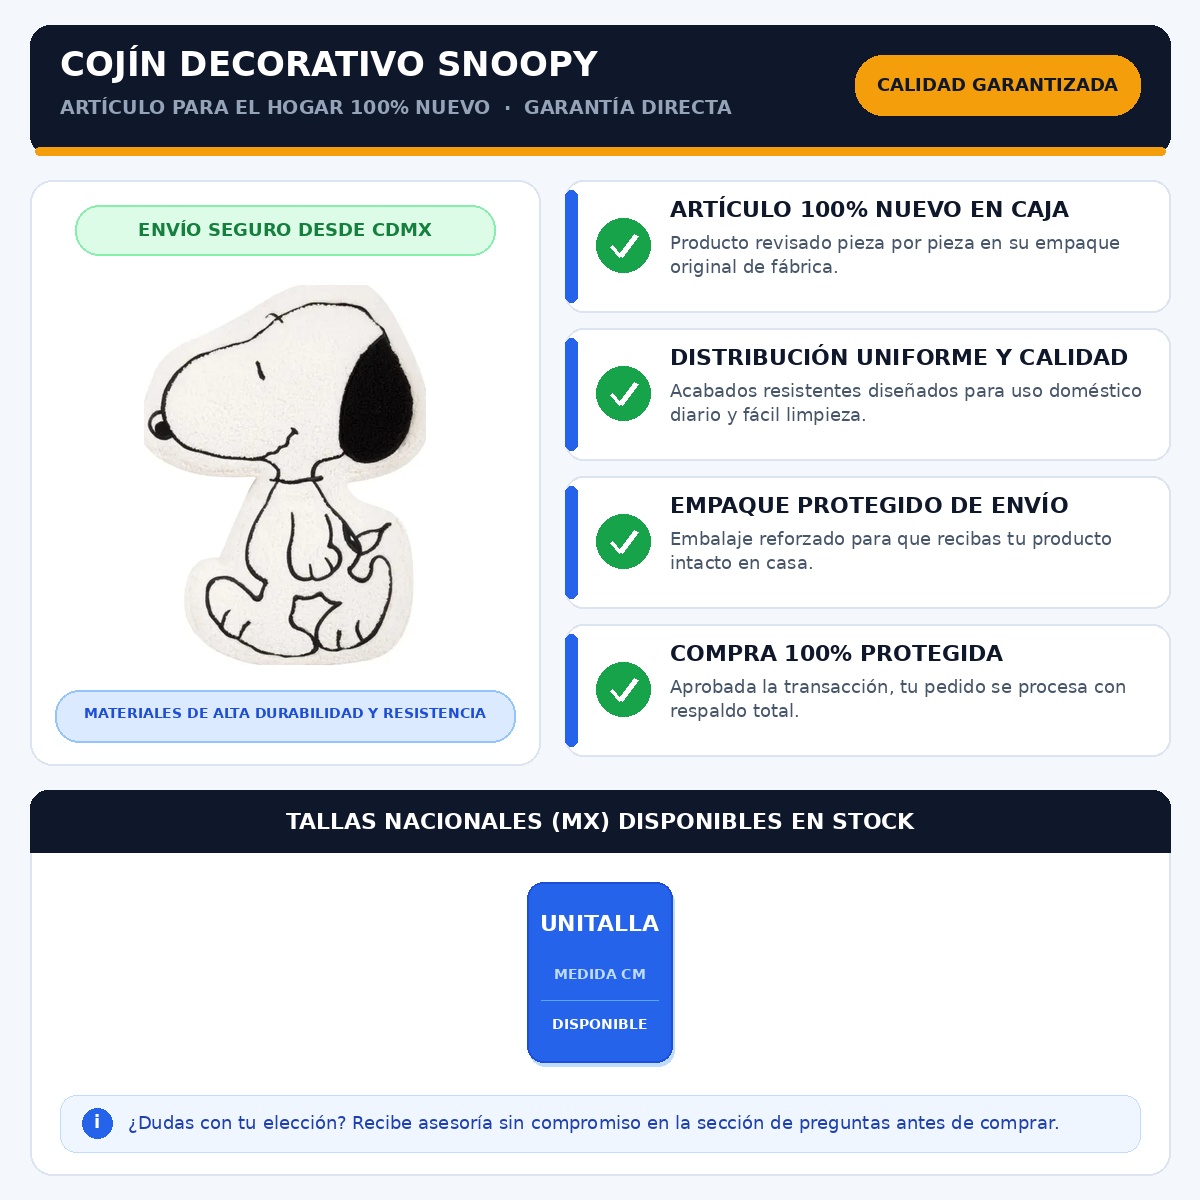 COJÍN DECORATIVO SNOOPY
ARTÍCULO PARA EL HOGAR 100% NUEVO · GARANTÍA DIRECTA
CALIDAD GARANTIZADA
ENVÍO SEGURO DESDE CDMX
MATERIALES DE ALTA DURABILIDAD Y RESISTENCIA
ARTÍCULO 100% NUEVO EN CAJA
Producto revisado pieza por pieza en su empaque
original de fábrica.
DISTRIBUCIÓN UNIFORME Y CALIDAD
Acabados resistentes diseñados para uso doméstico
diario y fácil limpieza.
EMPAQUE PROTEGIDO DE ENVÍO
Embalaje reforzado para que recibas tu producto
intacto en casa.
COMPRA 100% PROTEGIDA
Aprobada la transacción, tu pedido se procesa con
respaldo total.
TALLAS NACIONALES (MX) DISPONIBLES EN STOCK
UNITALLA
MEDIDA CM
DISPONIBLE
i ¿Dudas con tu elección? Recibe asesoría sin compromiso en la sección de preguntas antes de comprar.